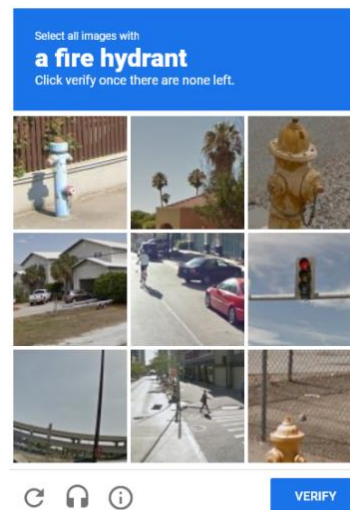 Select all images with
a fire hydrant
Click verify once there are none left.
VERIFY